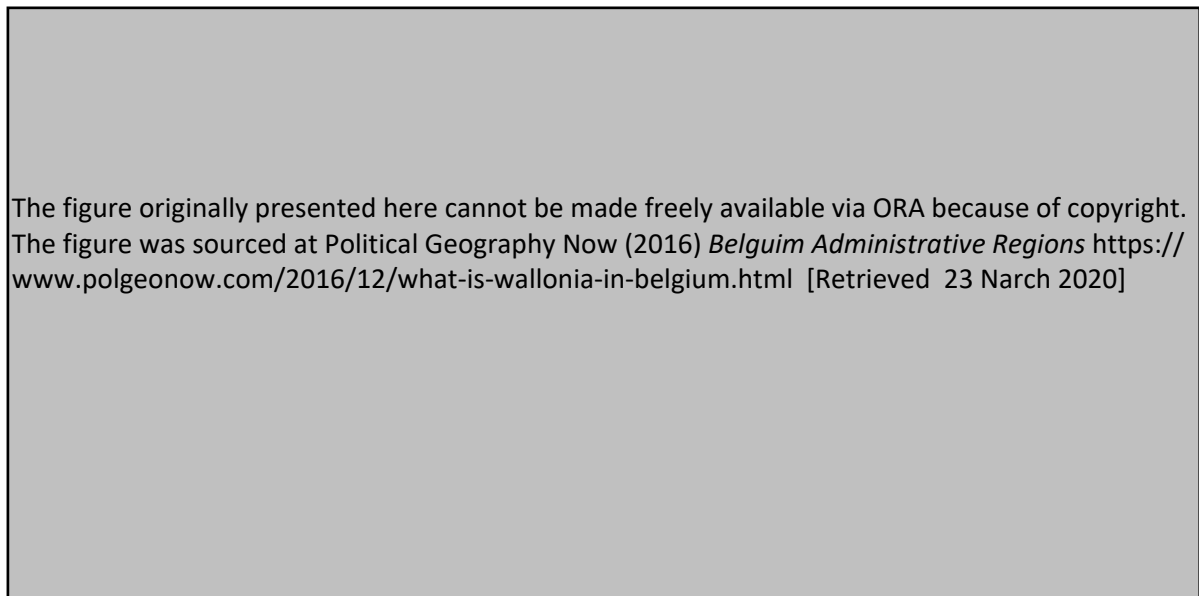 The figure originally presented here cannot be made freely available via ORA because of copyright.
The figure was sourced at Political Geography Now (2016) Belguim Administrative Regions https://
www.polgeonow.com/2016/12/what-is-wallonia-in-belgium.html [Retrieved 23 Narch 2020]